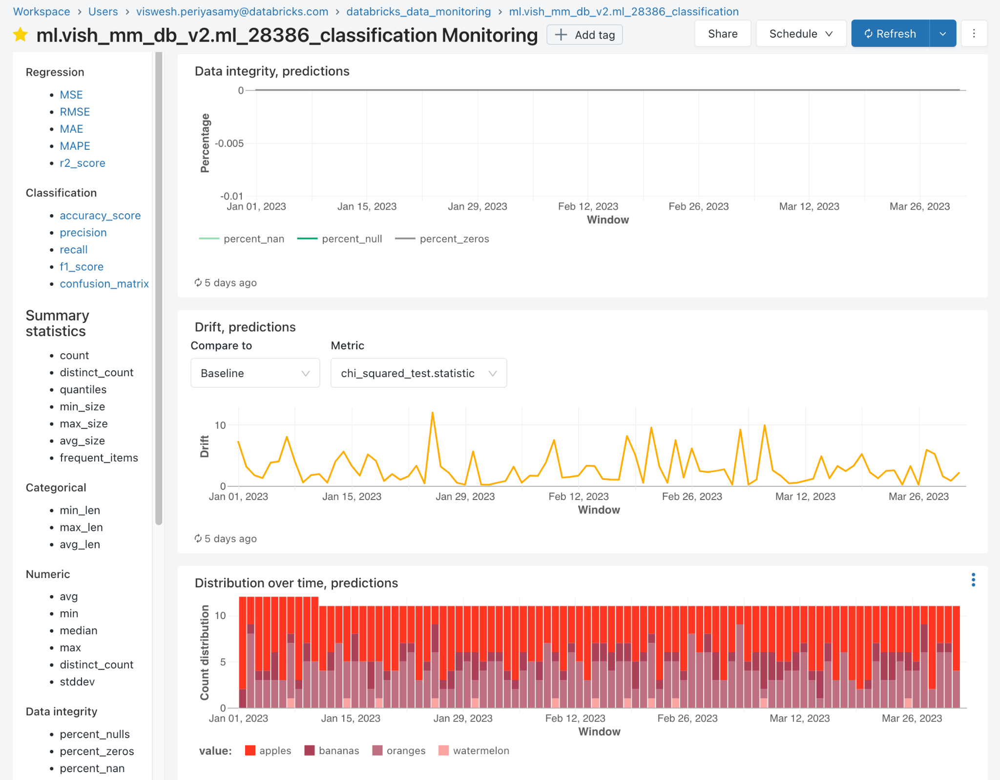 Workspace > Users > viswesh.periyasamy@databricks.com > databricks_data_monitoring > ml.vish_mm_db_v2.ml_28386_classification
ml.vish_mm_db_v2.ml_28386_classification Monitoring
Add tag
Share
Schedule
Refresh
Regression
MSE
RMSE
MAE
MAPE
r2_score
Classification
accuracy_score
precision
recall
f1_score
confusion_matrix
Summary
statistics
count
distinct_count
quantiles
min_size
max_size
avg_size
frequent_items
Categorical
min_len
max_len
avg_len
Numeric
avg
min
median
max
distinct_count
stddev
Data integrity
percent_nulls
percent_zeros
percent_nan
Data integrity, predictions
0
-0.005
-0.01
Percentage
Jan 01, 2023 Jan 15, 2023 Jan 29, 2023 Feb 12, 2023 Feb 26, 2023 Mar 12, 2023 Mar 26, 2023
Window
percent_nan percent_null percent_zeros
5 days ago
Drift, predictions
Compare to Metric
Baseline chi_squared_test.statistic
10
0
Drift
Jan 01, 2023 Jan 15, 2023 Jan 29, 2023 Feb 12, 2023 Feb 26, 2023 Mar 12, 2023 Mar 26, 2023
Window
5 days ago
Distribution over time, predictions
10
5
0
Count distribution
Jan 01, 2023 Jan 15, 2023 Jan 29, 2023 Feb 12, 2023 Feb 26, 2023 Mar 12, 2023 Mar 26, 2023
Window
value: apples bananas oranges watermelon